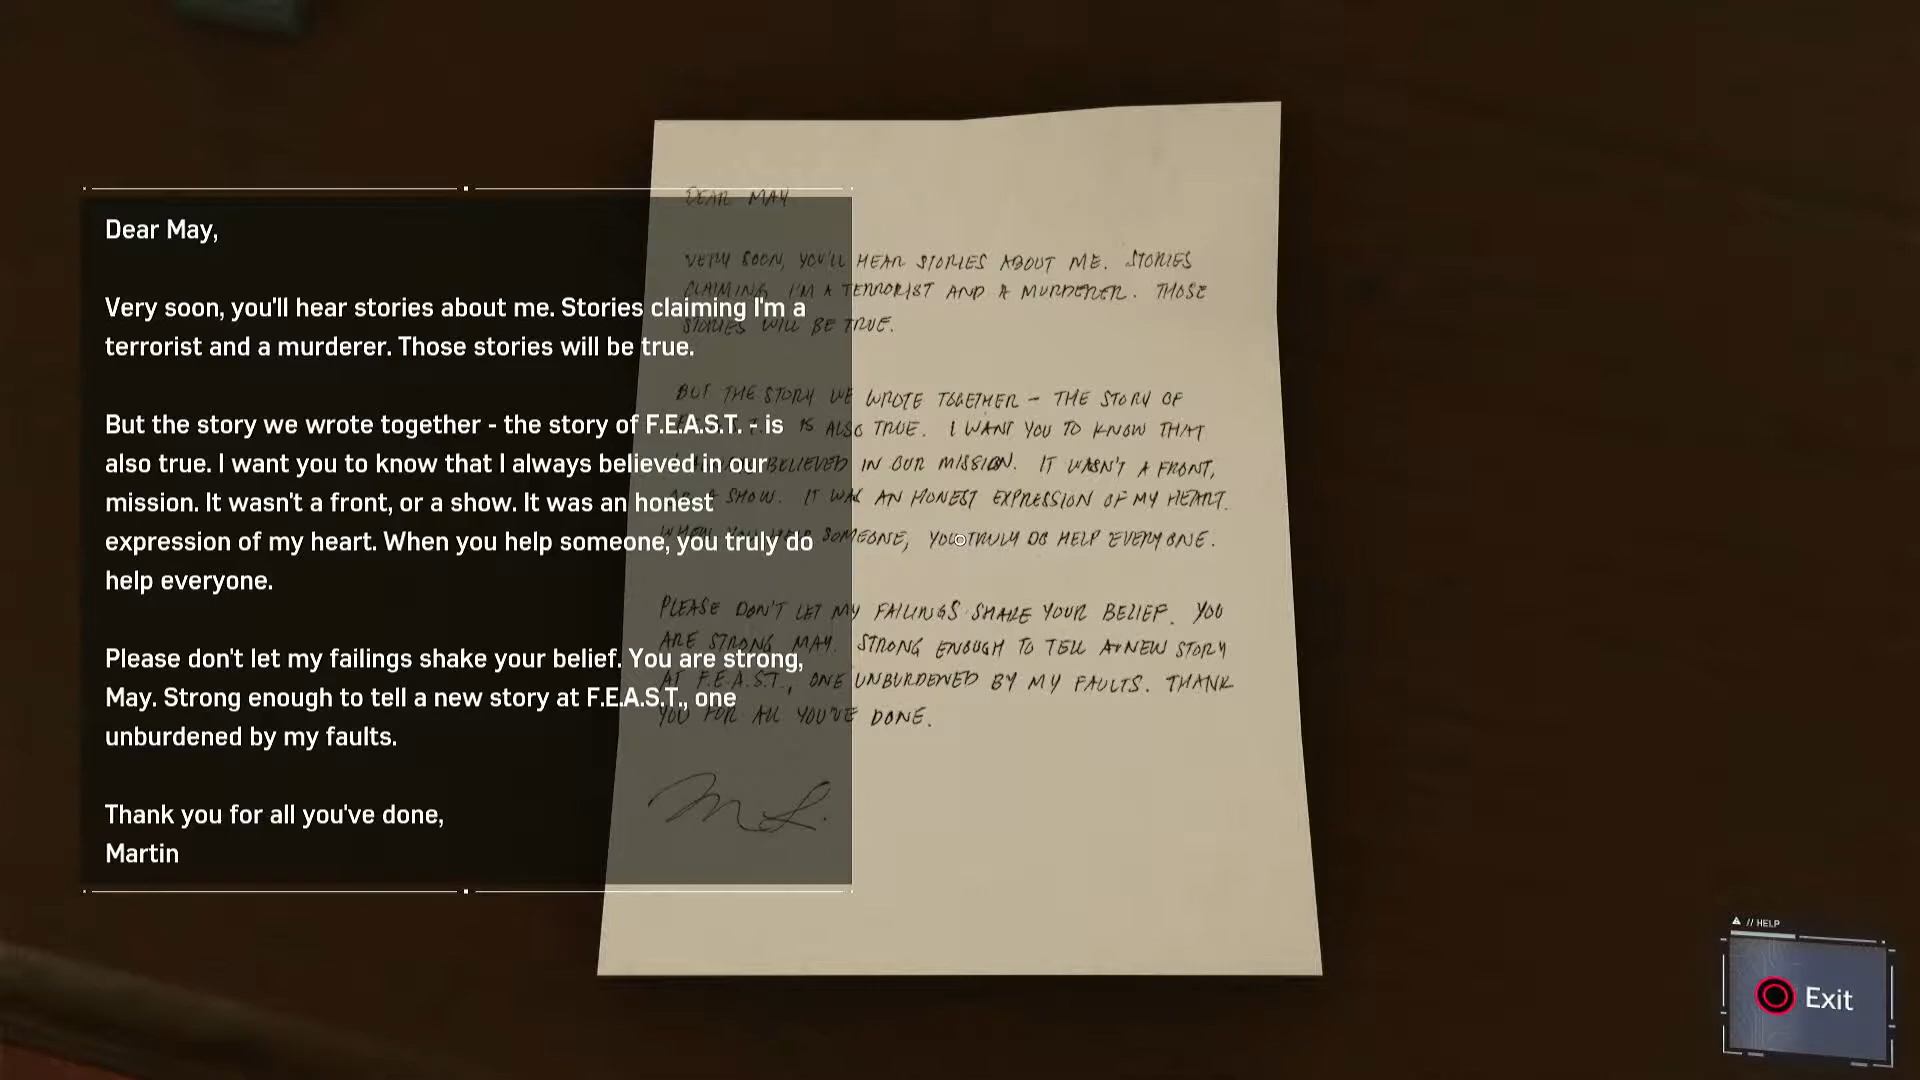 Dear May,
Very soon, you'll hear stories about me. Stories claiming I'm a
terrorist and a murderer. Those stories will be true.
But the story we wrote together - the story of F.E.A.S.T. - is
also true. I want you to know that I always believed in our
mission. It wasn't a front, or a show. It was an honest
expression of my heart. When you help someone, you truly do
help everyone.
Please don't let my failings shake your belief. You are strong,
May. Strong enough to tell a new story at F.E.A.S.T., one
unburdened by my faults.
Thank you for all you've done,
Martin
DEAR MAY
VERY SOON, YOU'LL HEAR STORIES ABOUT ME. STORIES
CLAIMING I'M A TERRORIST AND A MURDERER. THOSE
STORIES WILL BE TRUE.
BUT THE STORY WE WROTE TOGETHER - THE STORY OF
IS ALSO TRUE. I WANT YOU TO KNOW THAT
BELIEVED IN OUR MISSION. IT WASN'T A FRONT,
OR A SHOW. IT WAS AN HONEST EXPRESSION OF MY HEART.
WHEN YOU HELP SOMEONE, YOU TRULY DO HELP EVERYONE.
PLEASE DON'T LET MY FAILINGS SHAKE YOUR BELIEF. YOU
ARE STRONG MAY. STRONG ENOUGH TO TELL A NEW STORY
AT F.E.A.S.T., ONE UNBURDENED BY MY FAULTS. THANK
YOU FOR ALL YOU'VE DONE.
// HELP
Exit